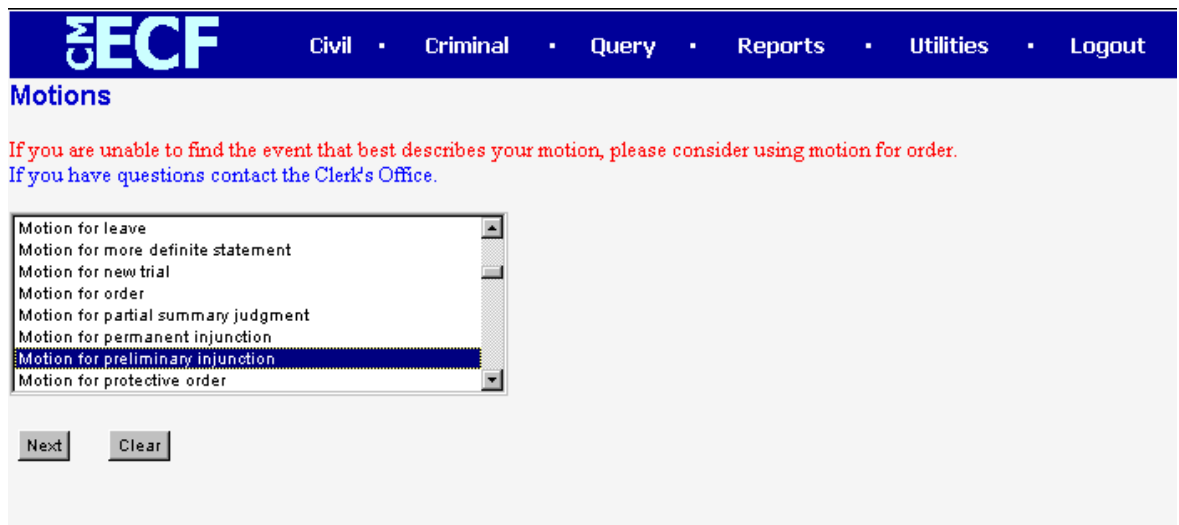 CM ECF Civil · Criminal · Query · Reports · Utilities · Logout
Motions
If you are unable to find the event that best describes your motion, please consider using motion for order.
If you have questions contact the Clerk's Office.
Motion for leave
Motion for more definite statement
Motion for new trial
Motion for order
Motion for partial summary judgment
Motion for permanent injunction
Motion for preliminary injunction
Motion for protective order
Next Clear